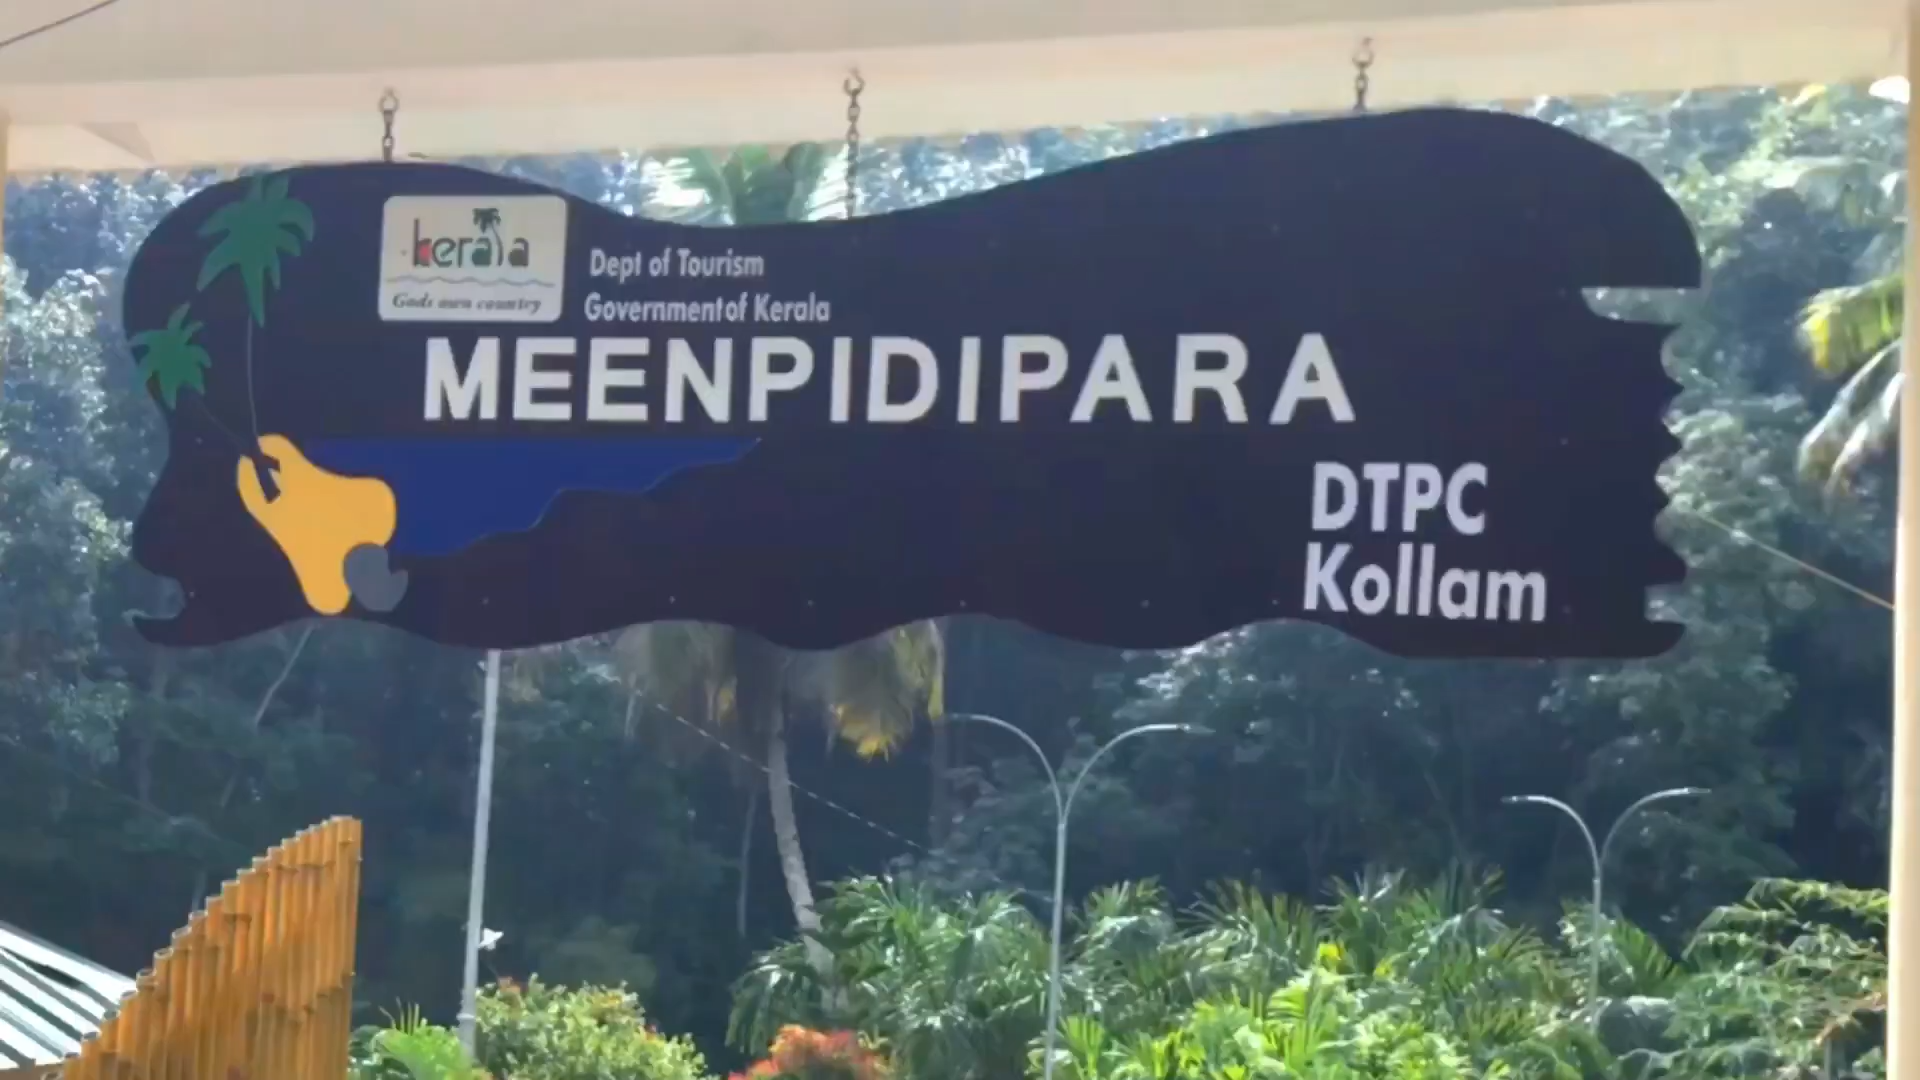 kerala
Gods own country
Dept of Tourism
Government of Kerala
MEENPIDIPARA
DTPC
Kollam